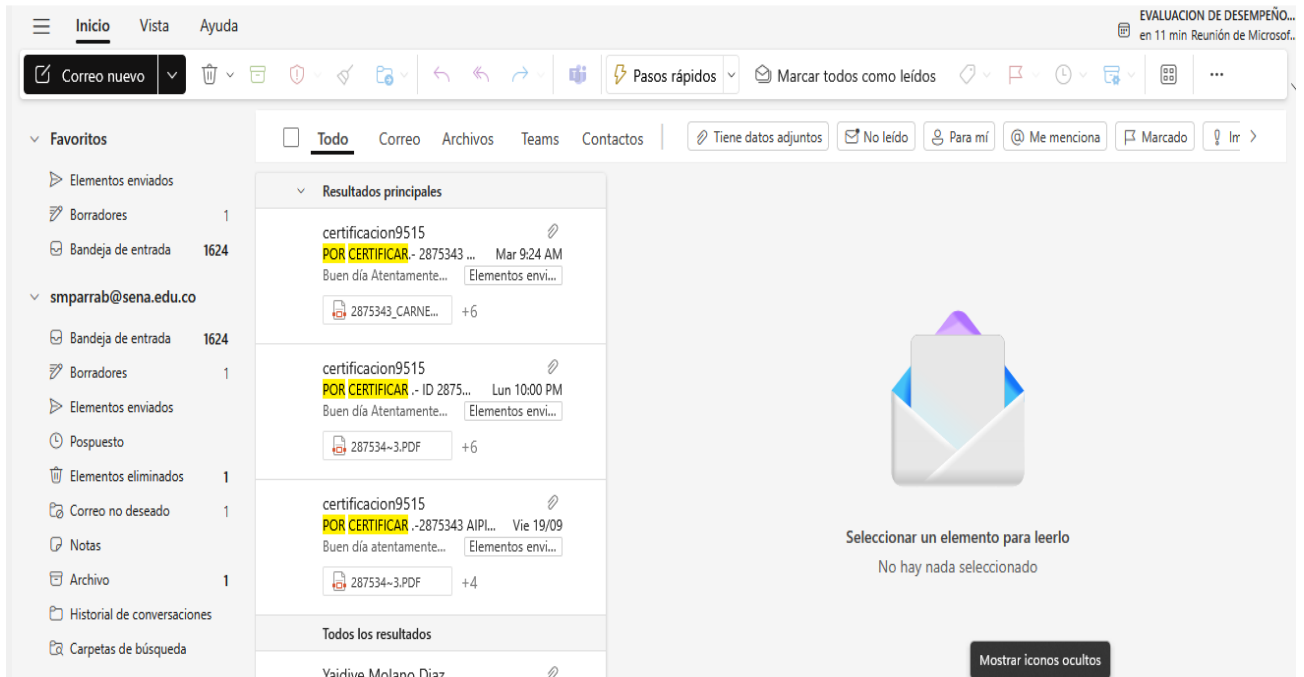 Inicio Vista Ayuda
EVALUACION DE DESEMPEÑO...
en 11 min Reunión de Microsof...
Correo nuevo
Pasos rápidos
Marcar todos como leídos
...
Favoritos
Elementos enviados
Borradores 1
Bandeja de entrada 1624
smparrab@sena.edu.co
Bandeja de entrada 1624
Borradores 1
Elementos enviados
Pospuesto
Elementos eliminados 1
Correo no deseado 1
Notas
Archivo 1
Historial de conversaciones
Carpetas de búsqueda
Todo Correo Archivos Teams Contactos
Tiene datos adjuntos No leído Para mí @ Me menciona Marcado Im
Resultados principales
certificacion9515
POR CERTIFICAR.- 2875343 ... Mar 9:24 AM
Buen día Atentamente... Elementos envi...
2875343_CARNE... +6
certificacion9515
POR CERTIFICAR .- ID 2875... Lun 10:00 PM
Buen día Atentamente... Elementos envi...
287534~3.PDF +6
certificacion9515
POR CERTIFICAR .-2875343 AIPI... Vie 19/09
Buen día atentamente... Elementos envi...
287534~3.PDF +4
Todos los resultados
Yaidive Molano Diaz
Seleccionar un elemento para leerlo
No hay nada seleccionado
Mostrar iconos ocultos